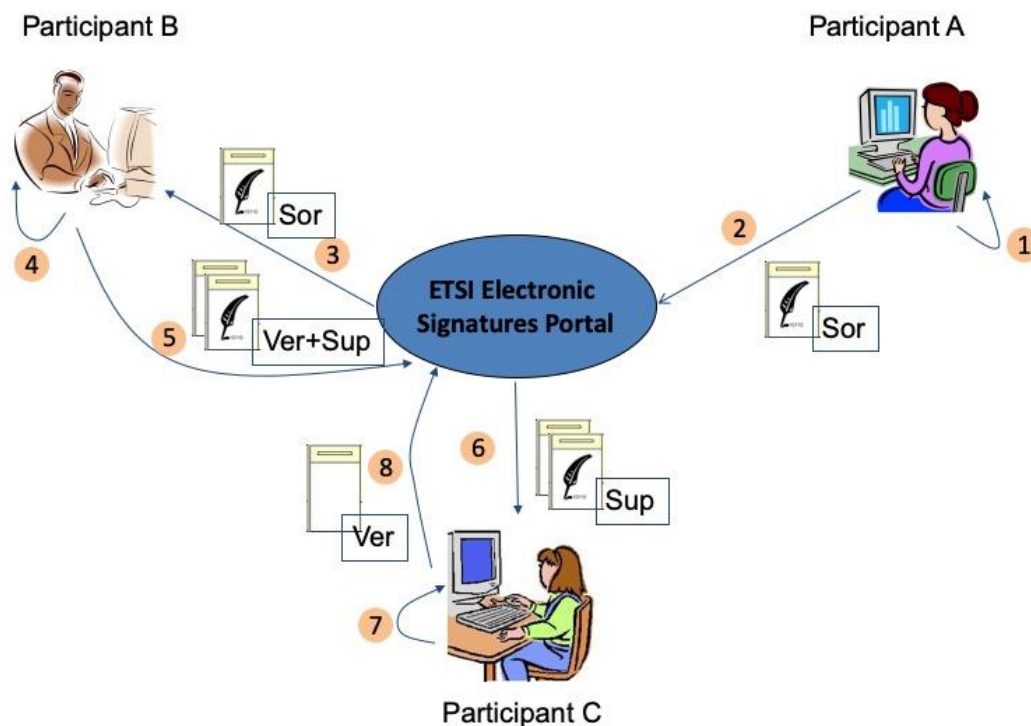 Participant B
Participant A
Sor
2
3
1
4
ETSI Electronic
Signatures Portal
Sor
5
Ver+Sup
6
8
Sup
Ver
7
Participant C